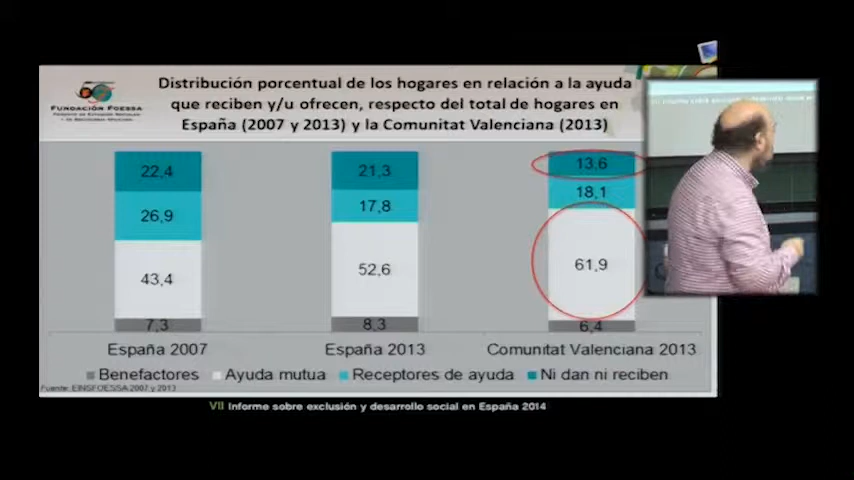 FUNDACIÓN FOESSA
Distribución porcentual de los hogares en relación a la ayuda
que reciben y/u ofrecen, respecto del total de hogares en
España (2007 y 2013) y la Comunitat Valenciana (2013)
22,4
21,3
13,6
26,9
17,8
18,1
43,4
52,6
61,9
7,3
8,3
6,4
España 2007
España 2013
Comunitat Valenciana 2013
Benefactores
Ayuda mutua
Receptores de ayuda
Ni dan ni reciben
Fuente: EINSFOESSA 2007 y 2013
VII Informe sobre exclusión y desarrollo social en España 2014